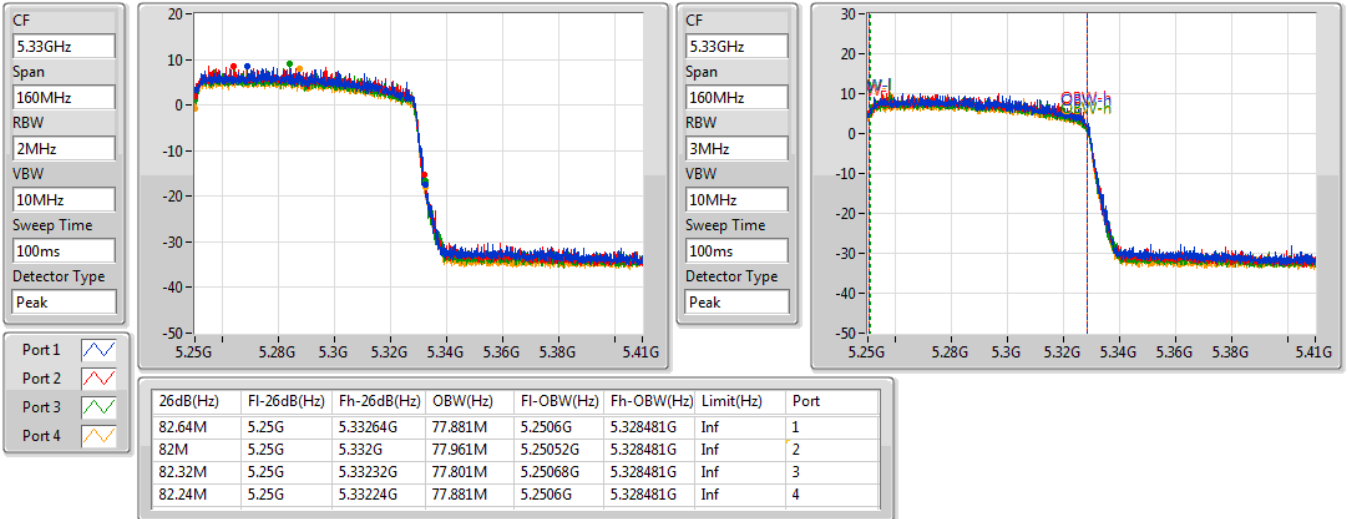 CF
5.33GHz
Span
160MHz
RBW
2MHz
VBW
10MHz
Sweep Time
100ms
Detector Type
Peak
20
10
0
-10
-20
-30
-40
-50
5.25G 5.28G 5.3G 5.32G 5.34G 5.36G 5.38G 5.41G
CF
5.33GHz
Span
160MHz
RBW
3MHz
VBW
10MHz
Sweep Time
100ms
Detector Type
Peak
30
20
10
0
-10
-20
-30
-40
-50
W-l
OBW-h
OBW-h
5.25G 5.28G 5.3G 5.32G 5.34G 5.36G 5.38G 5.41G
Port 1
Port 2
Port 3
Port 4
26dB(Hz) Fl-26dB(Hz) Fh-26dB(Hz) OBW(Hz) Fl-OBW(Hz) Fh-OBW(Hz) Limit(Hz) Port
82.64M 5.25G 5.33264G 77.881M 5.2506G 5.328481G Inf 1
82M 5.25G 5.332G 77.961M 5.25052G 5.328481G Inf 2
82.32M 5.25G 5.33232G 77.801M 5.25068G 5.328481G Inf 3
82.24M 5.25G 5.33224G 77.881M 5.2506G 5.328481G Inf 4